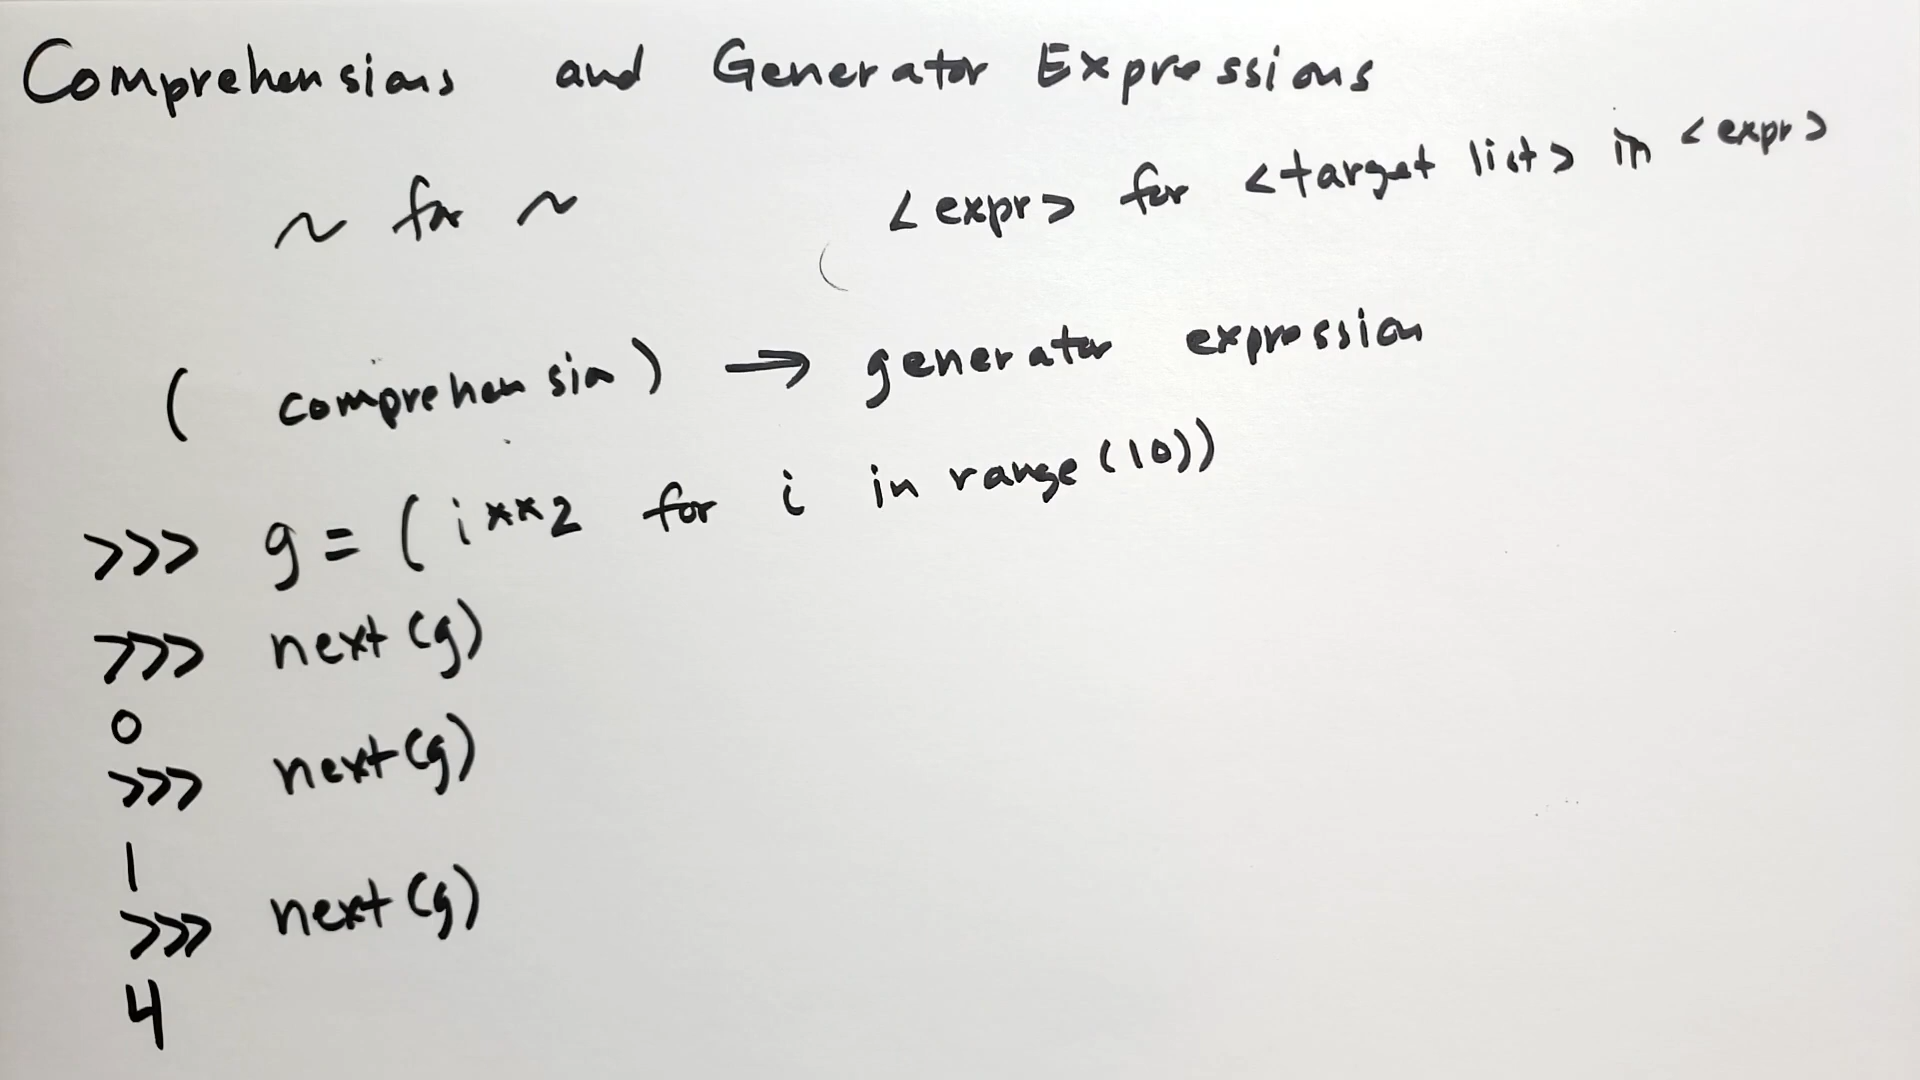 Comprehensions and Generator Expressions
~ for ~ <expr> for <target list> in <expr>
( comprehension) → generator expression
>>> g = (i**2 for i in range(10))
>>> next(g)
0
>>> next(g)
1
>>> next(g)
4